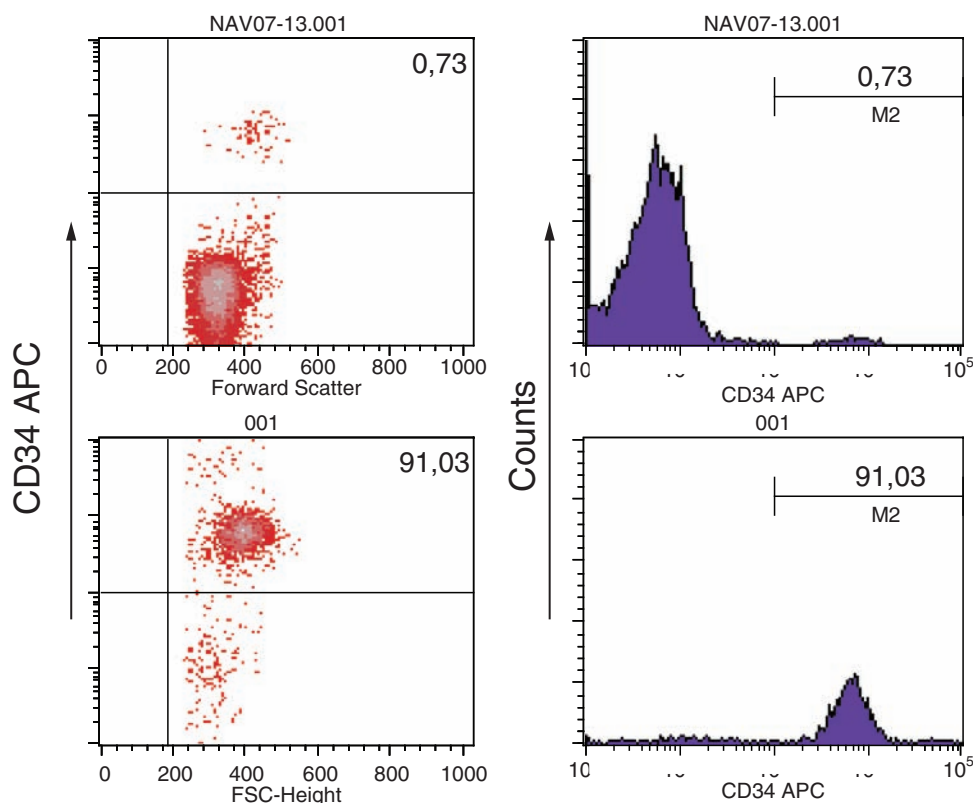 NAV07-13.001
0,73
0 200 400 600 800 1000
Forward Scatter
NAV07-13.001
0,73
M2
10⁵
CD34 APC
CD34 APC
Counts
001
91,03
0 200 400 600 800 1000
FSC-Height
001
91,03
M2
10⁵
CD34 APC